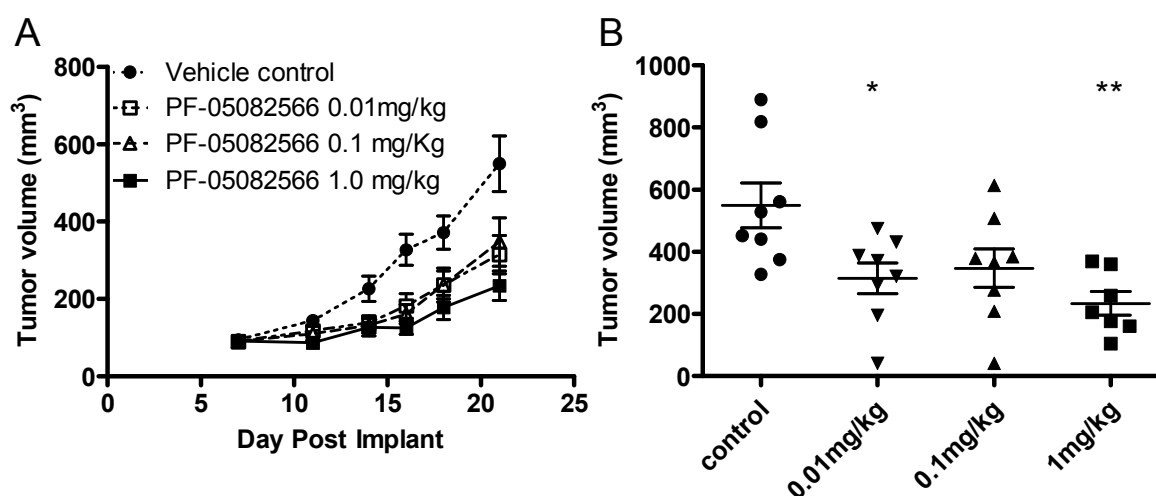 A
Tumor volume (mm³)
800
600
400
200
0
Vehicle control
PF-05082566 0.01mg/kg
PF-05082566 0.1 mg/Kg
PF-05082566 1.0 mg/kg
0 5 10 15 20 25
Day Post Implant
B
Tumor volume (mm³)
1000
800
600
400
200
0
* **
control 0.01mg/kg 0.1mg/kg 1mg/kg